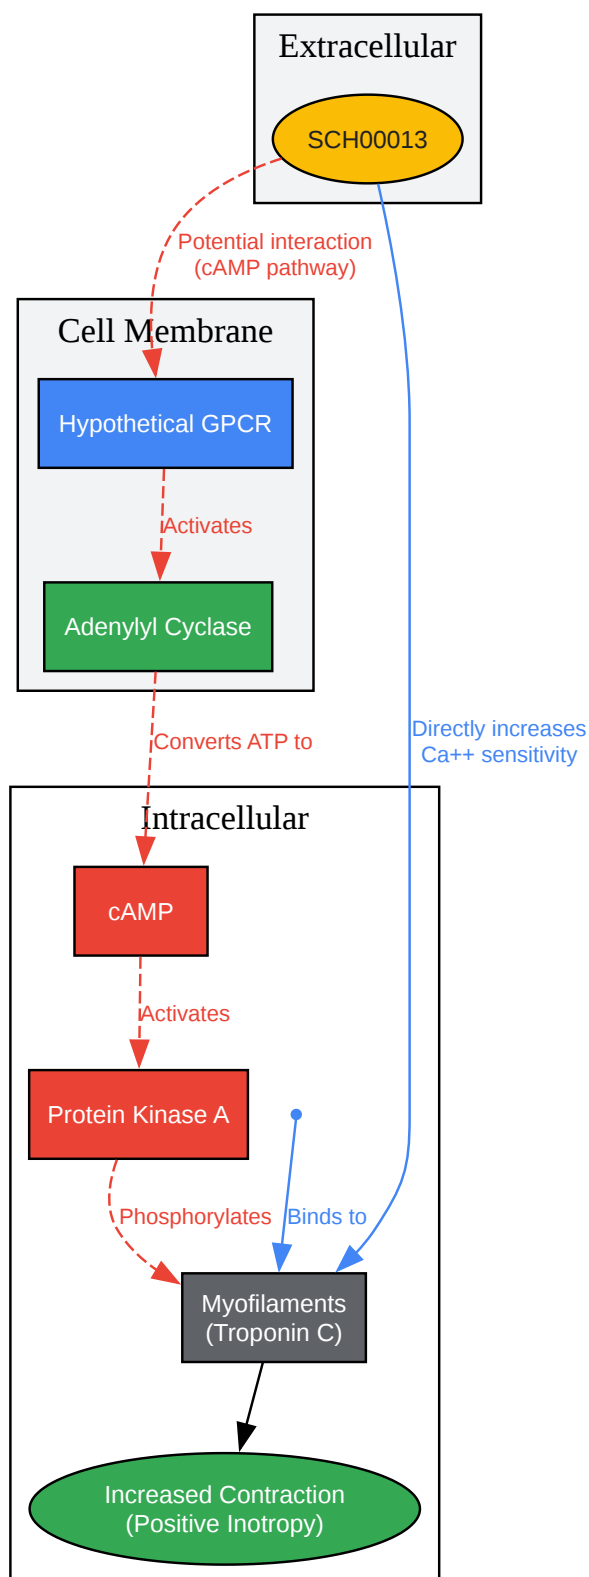 Extracellular
SCH00013
Potential interaction
(cAMP pathway)
Cell Membrane
Hypothetical GPCR
Activates
Adenylyl Cyclase
Converts ATP to
Directly increases
Ca++ sensitivity
Intracellular
cAMP
Activates
Protein Kinase A
Phosphorylates
Binds to
Myofilaments
(Troponin C)
Increased Contraction
(Positive Inotropy)